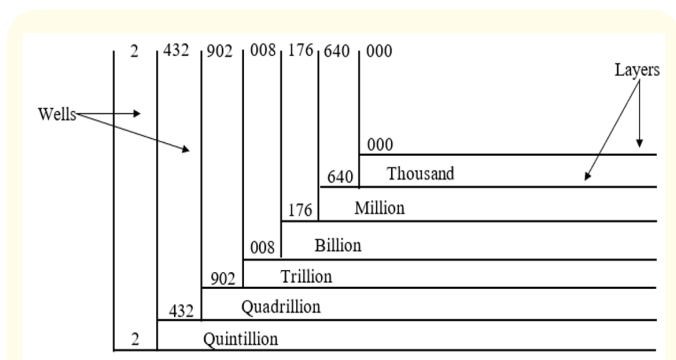 2 432 902 008 176 640 000
Layers
Wells
000
640 Thousand
176 Million
008 Billion
902 Trillion
432 Quadrillion
2 Quintillion